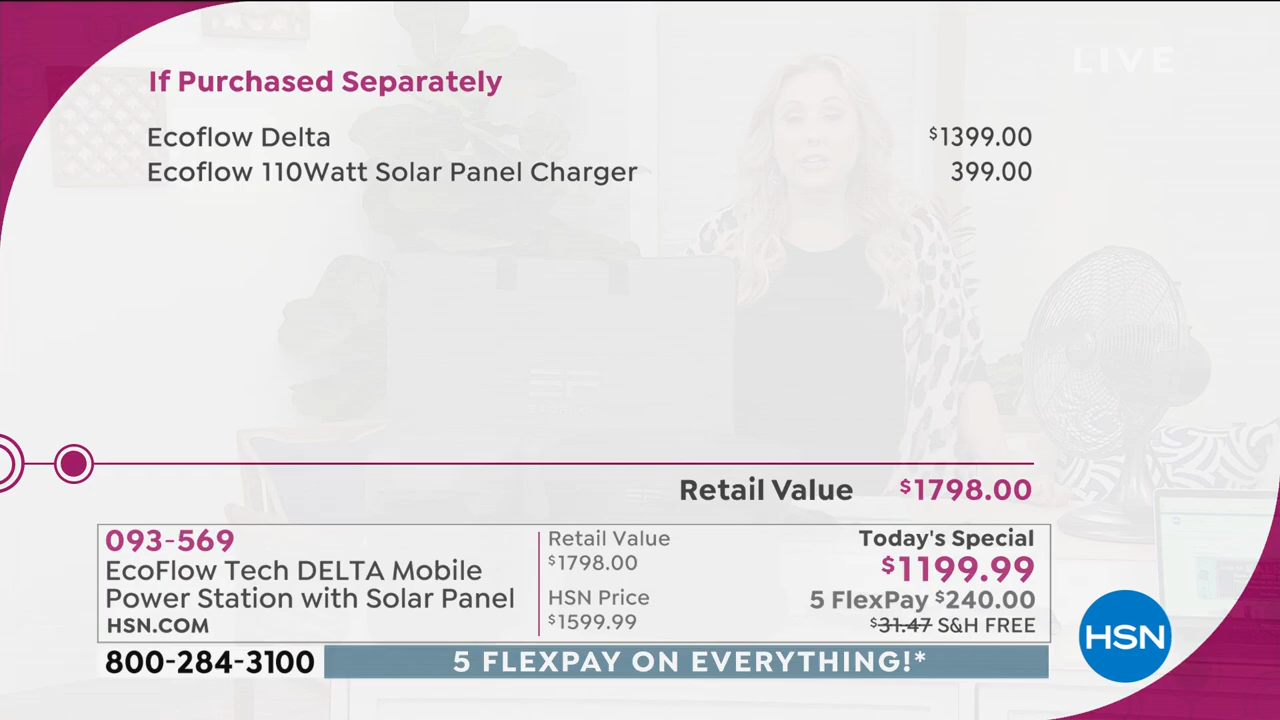 LIVE
If Purchased Separately
Ecoflow Delta $1399.00
Ecoflow 110Watt Solar Panel Charger 399.00
Retail Value $1798.00
093-569
EcoFlow Tech DELTA Mobile
Power Station with Solar Panel
HSN.COM
Retail Value
$1798.00
HSN Price
$1599.99
Today's Special
$1199.99
5 FlexPay $240.00
$31.47 S&H FREE
HSN
800-284-3100
5 FLEXPAY ON EVERYTHING!*